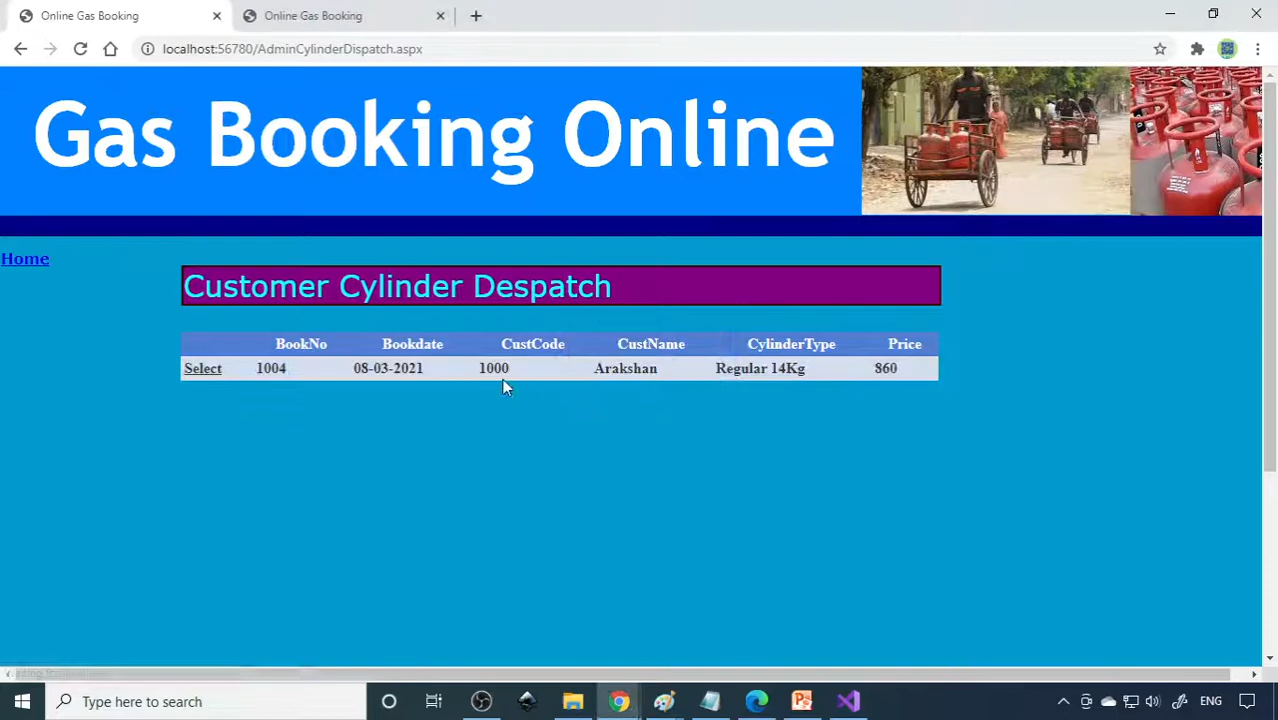 Online Gas Booking
Online Gas Booking
localhost:56780/AdminCylinderDispatch.aspx
Gas Booking Online
Home
Customer Cylinder Despatch
BookNo Bookdate CustCode CustName CylinderType Price
Select 1004 08-03-2021 1000 Arakshan Regular 14Kg 860
Type here to search
ENG